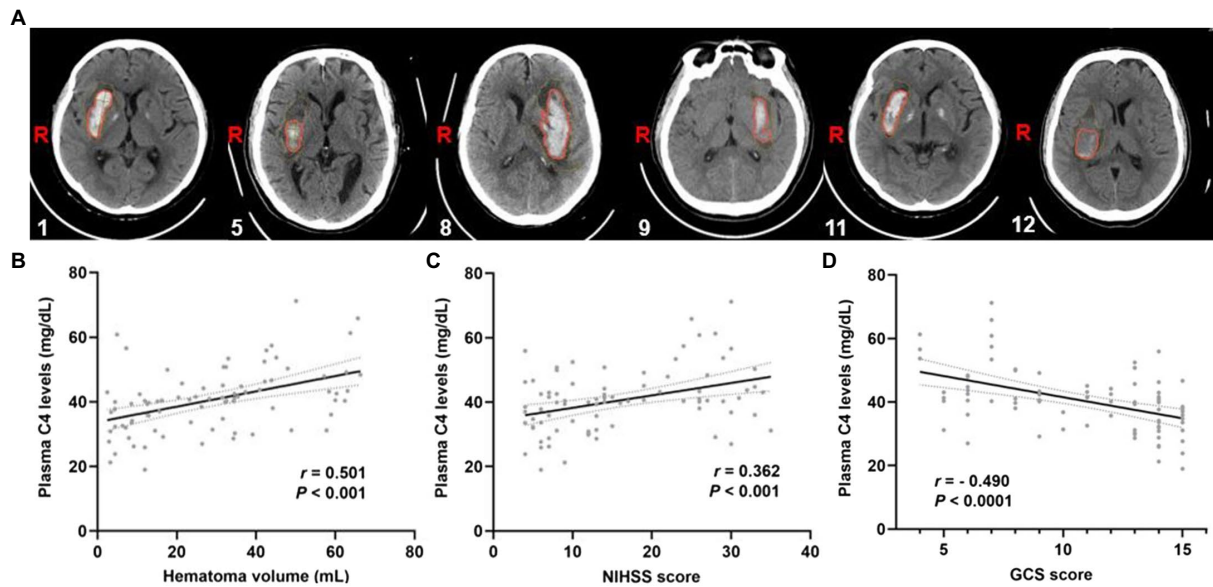 A
R R R R R R
1 5 8 9 11 12
B
80
60
40
20
0
0 20 40 60 80
Plasma C4 levels (mg/dL)
Hematoma volume (mL)
r = 0.501
P < 0.001
C
80
60
40
20
0
0 10 20 30 40
Plasma C4 levels (mg/dL)
NIHSS score
r = 0.362
P < 0.001
D
80
60
40
20
0
5 10 15
Plasma C4 levels (mg/dL)
GCS score
r = - 0.490
P < 0.0001